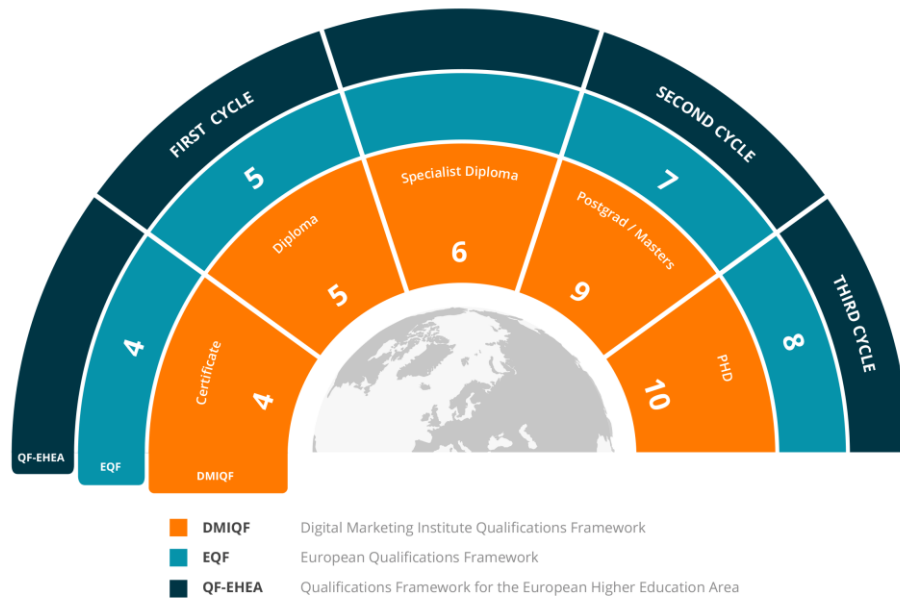 FIRST CYCLE
SECOND CYCLE
THIRD CYCLE
5
7
4
8
Specialist Diploma
6
Diploma
5
Postgrad / Masters
9
Certificate
4
PHD
10
QF-EHEA
EQF
DMIQF
DMIQF Digital Marketing Institute Qualifications Framework
EQF European Qualifications Framework
QF-EHEA Qualifications Framework for the European Higher Education Area